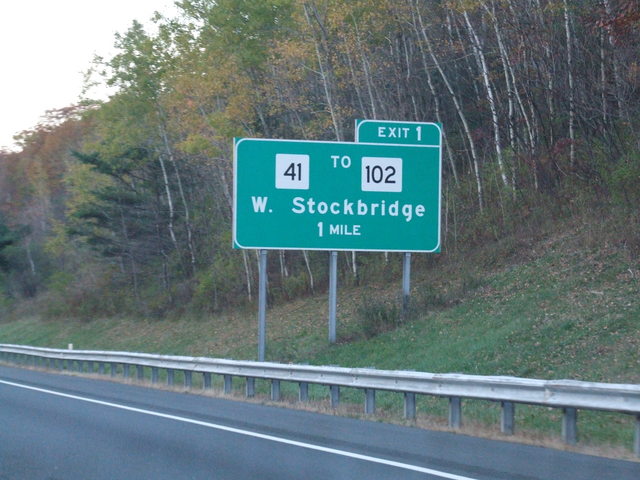 EXIT 1
41 TO 102
W. Stockbridge
1 MILE